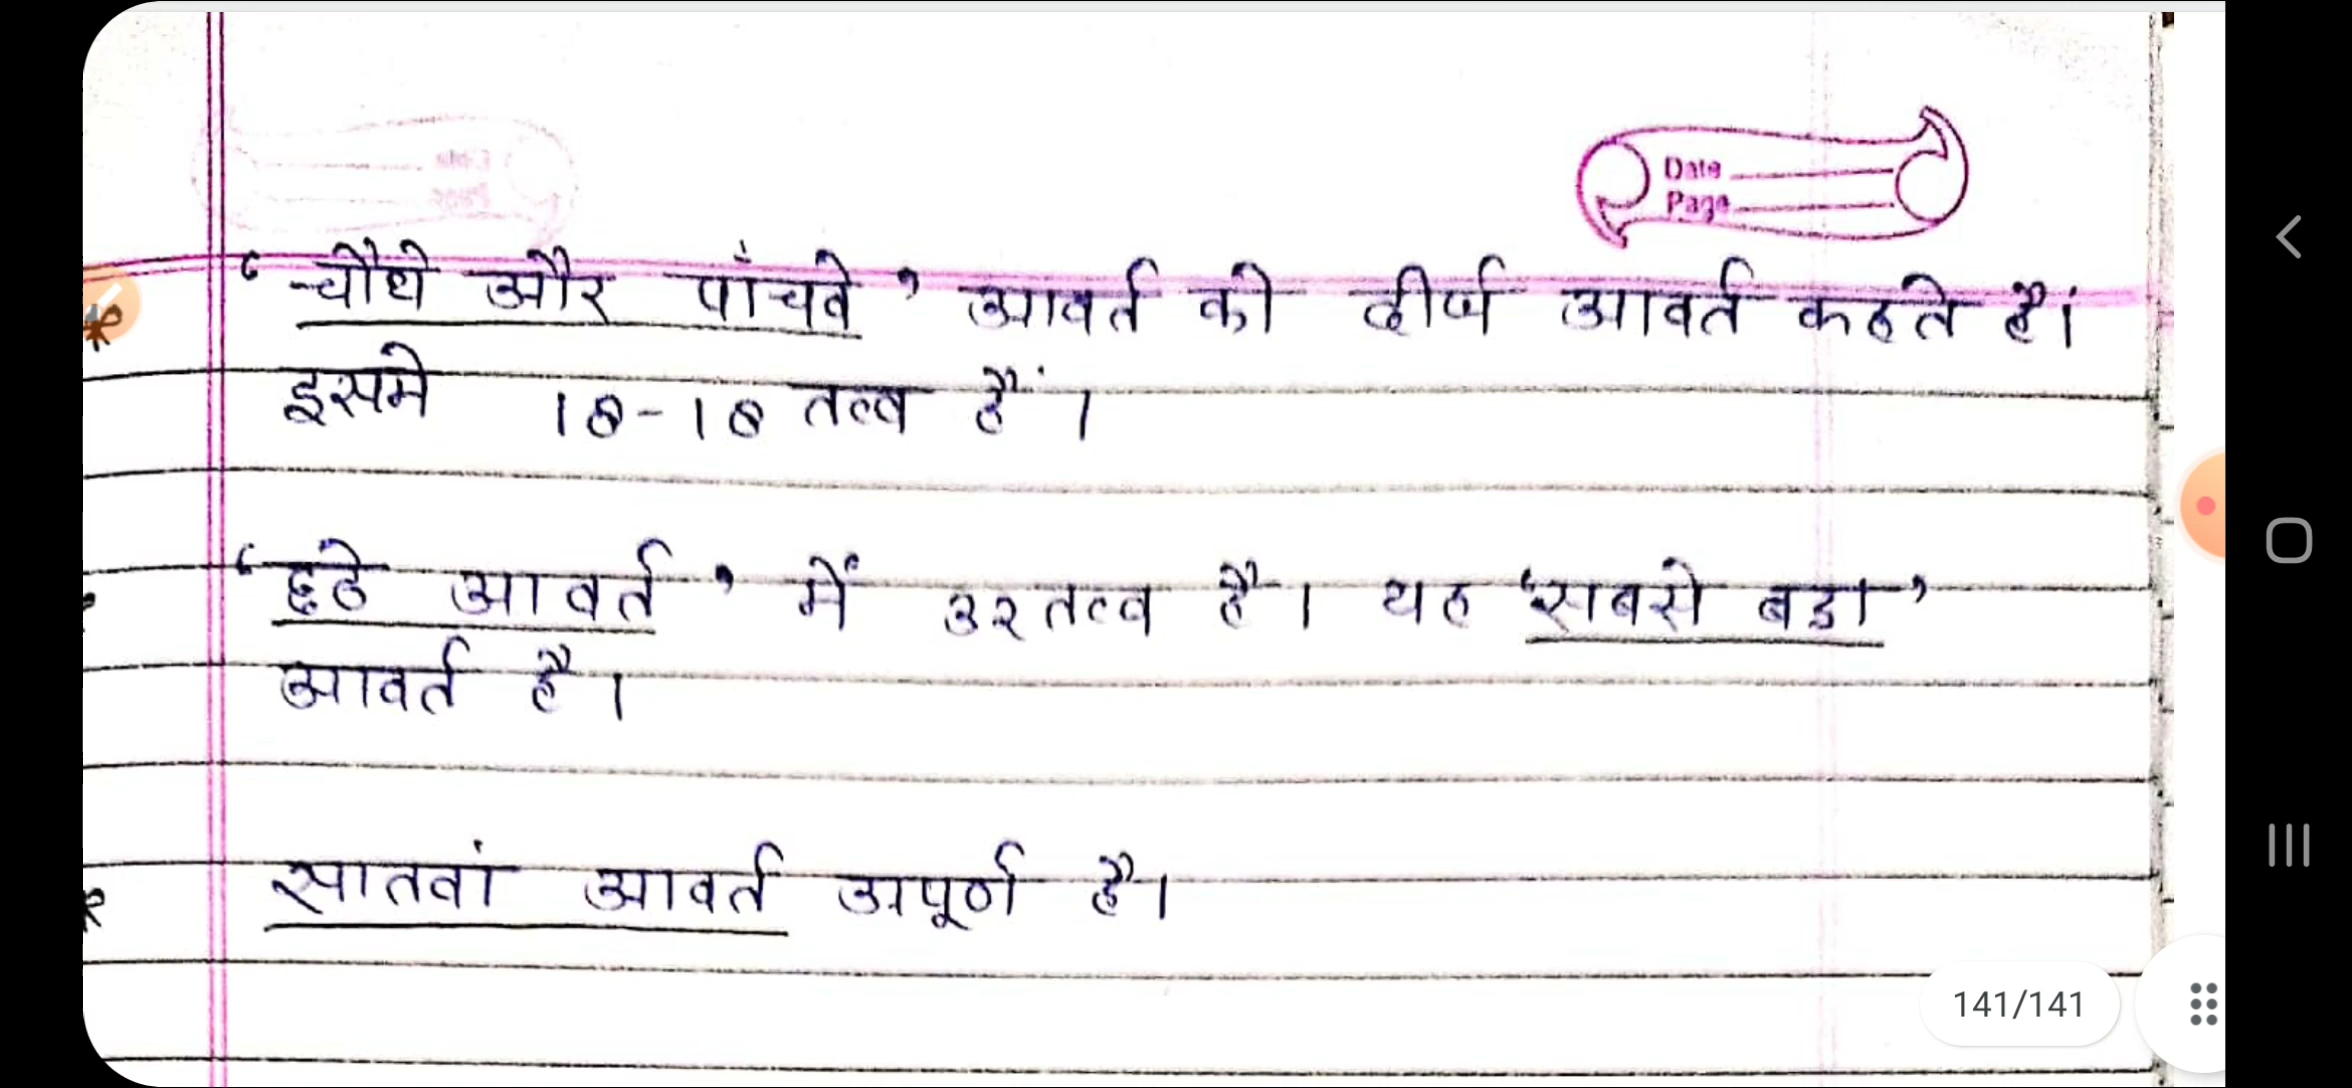 Date
Page
‘चौथे और पाँचवे’ आवर्त को दीर्घ आवर्त कहते है।
इसमे 18-18 तत्व हैं।
‘छठे आवर्त’ में ३२ तत्व है। यह ‘सबसे बडा’
आवर्त है।
सातवां आवर्त अपूर्ण है।
141/141